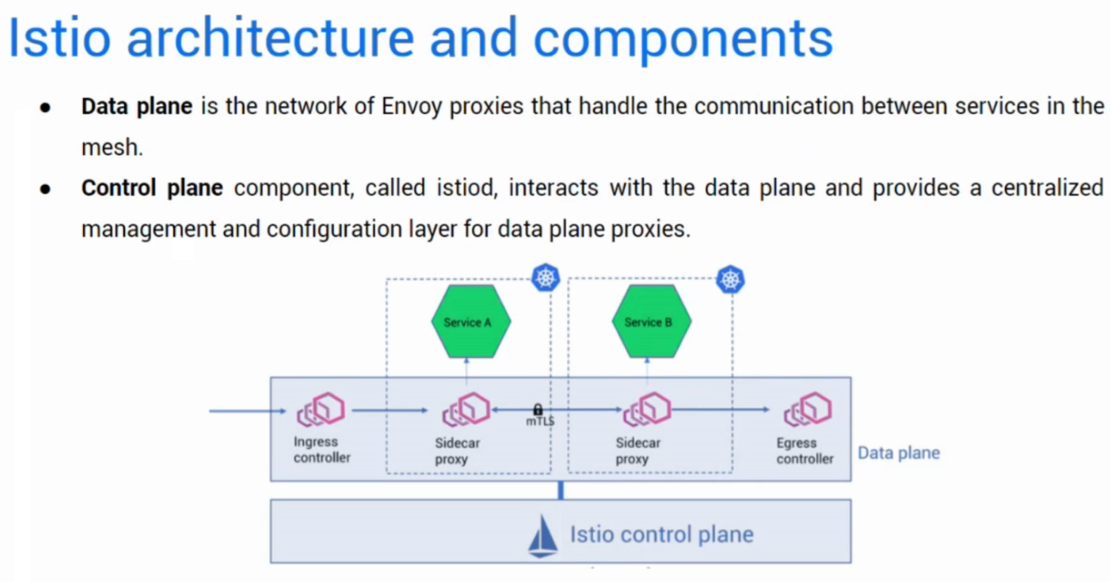 Istio architecture and components
● Data plane is the network of Envoy proxies that handle the communication between services in the
mesh.
● Control plane component, called istiod, interacts with the data plane and provides a centralized
management and configuration layer for data plane proxies.
Service A
Service B
mTLS
Ingress
controller
Sidecar
proxy
Sidecar
proxy
Egress
controller
Data plane
Istio control plane